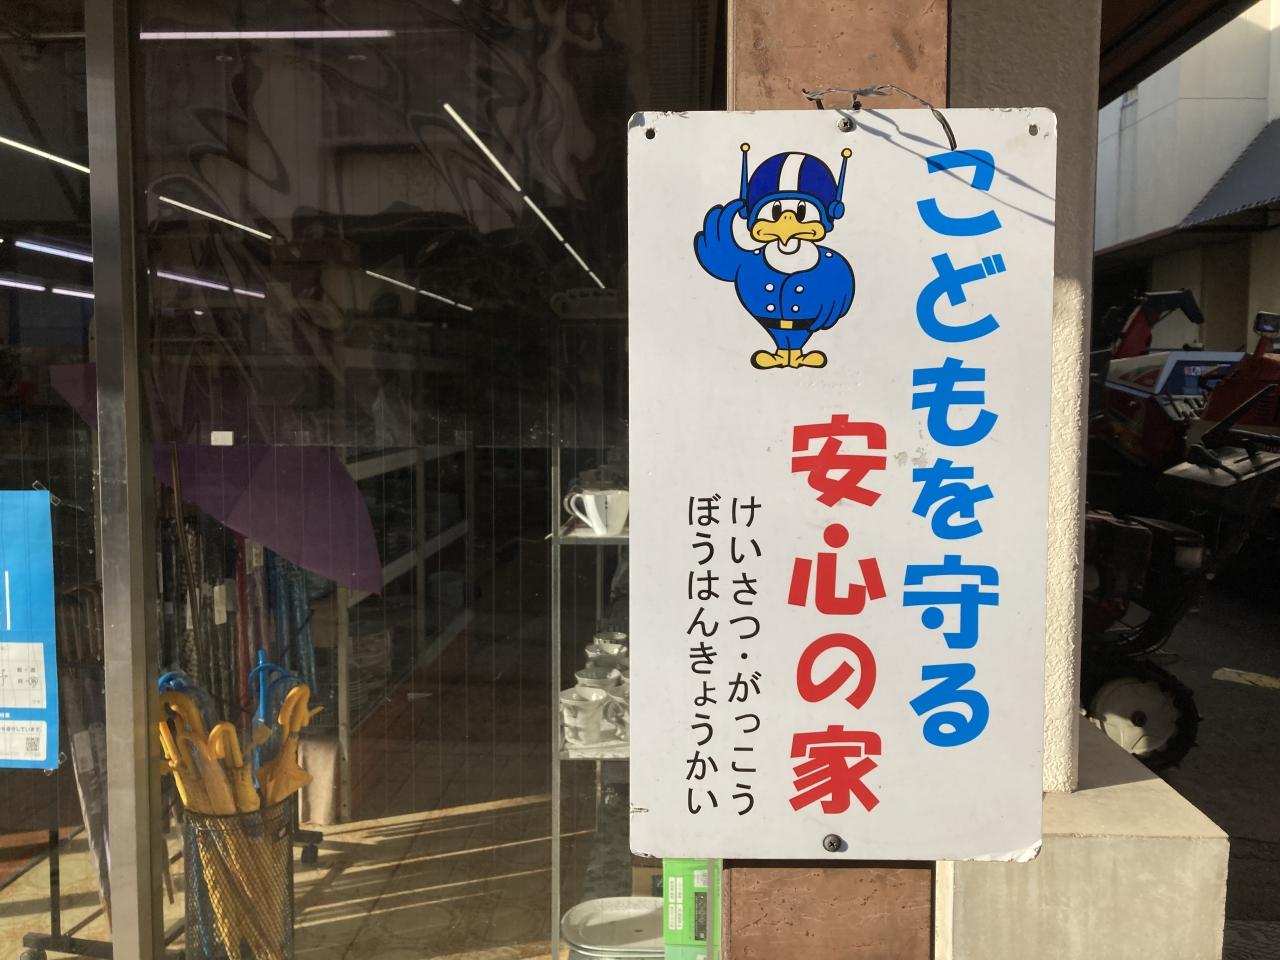 こどもを守る
安心の家
けいさつ・がっこう
ぼうはんきょうかい